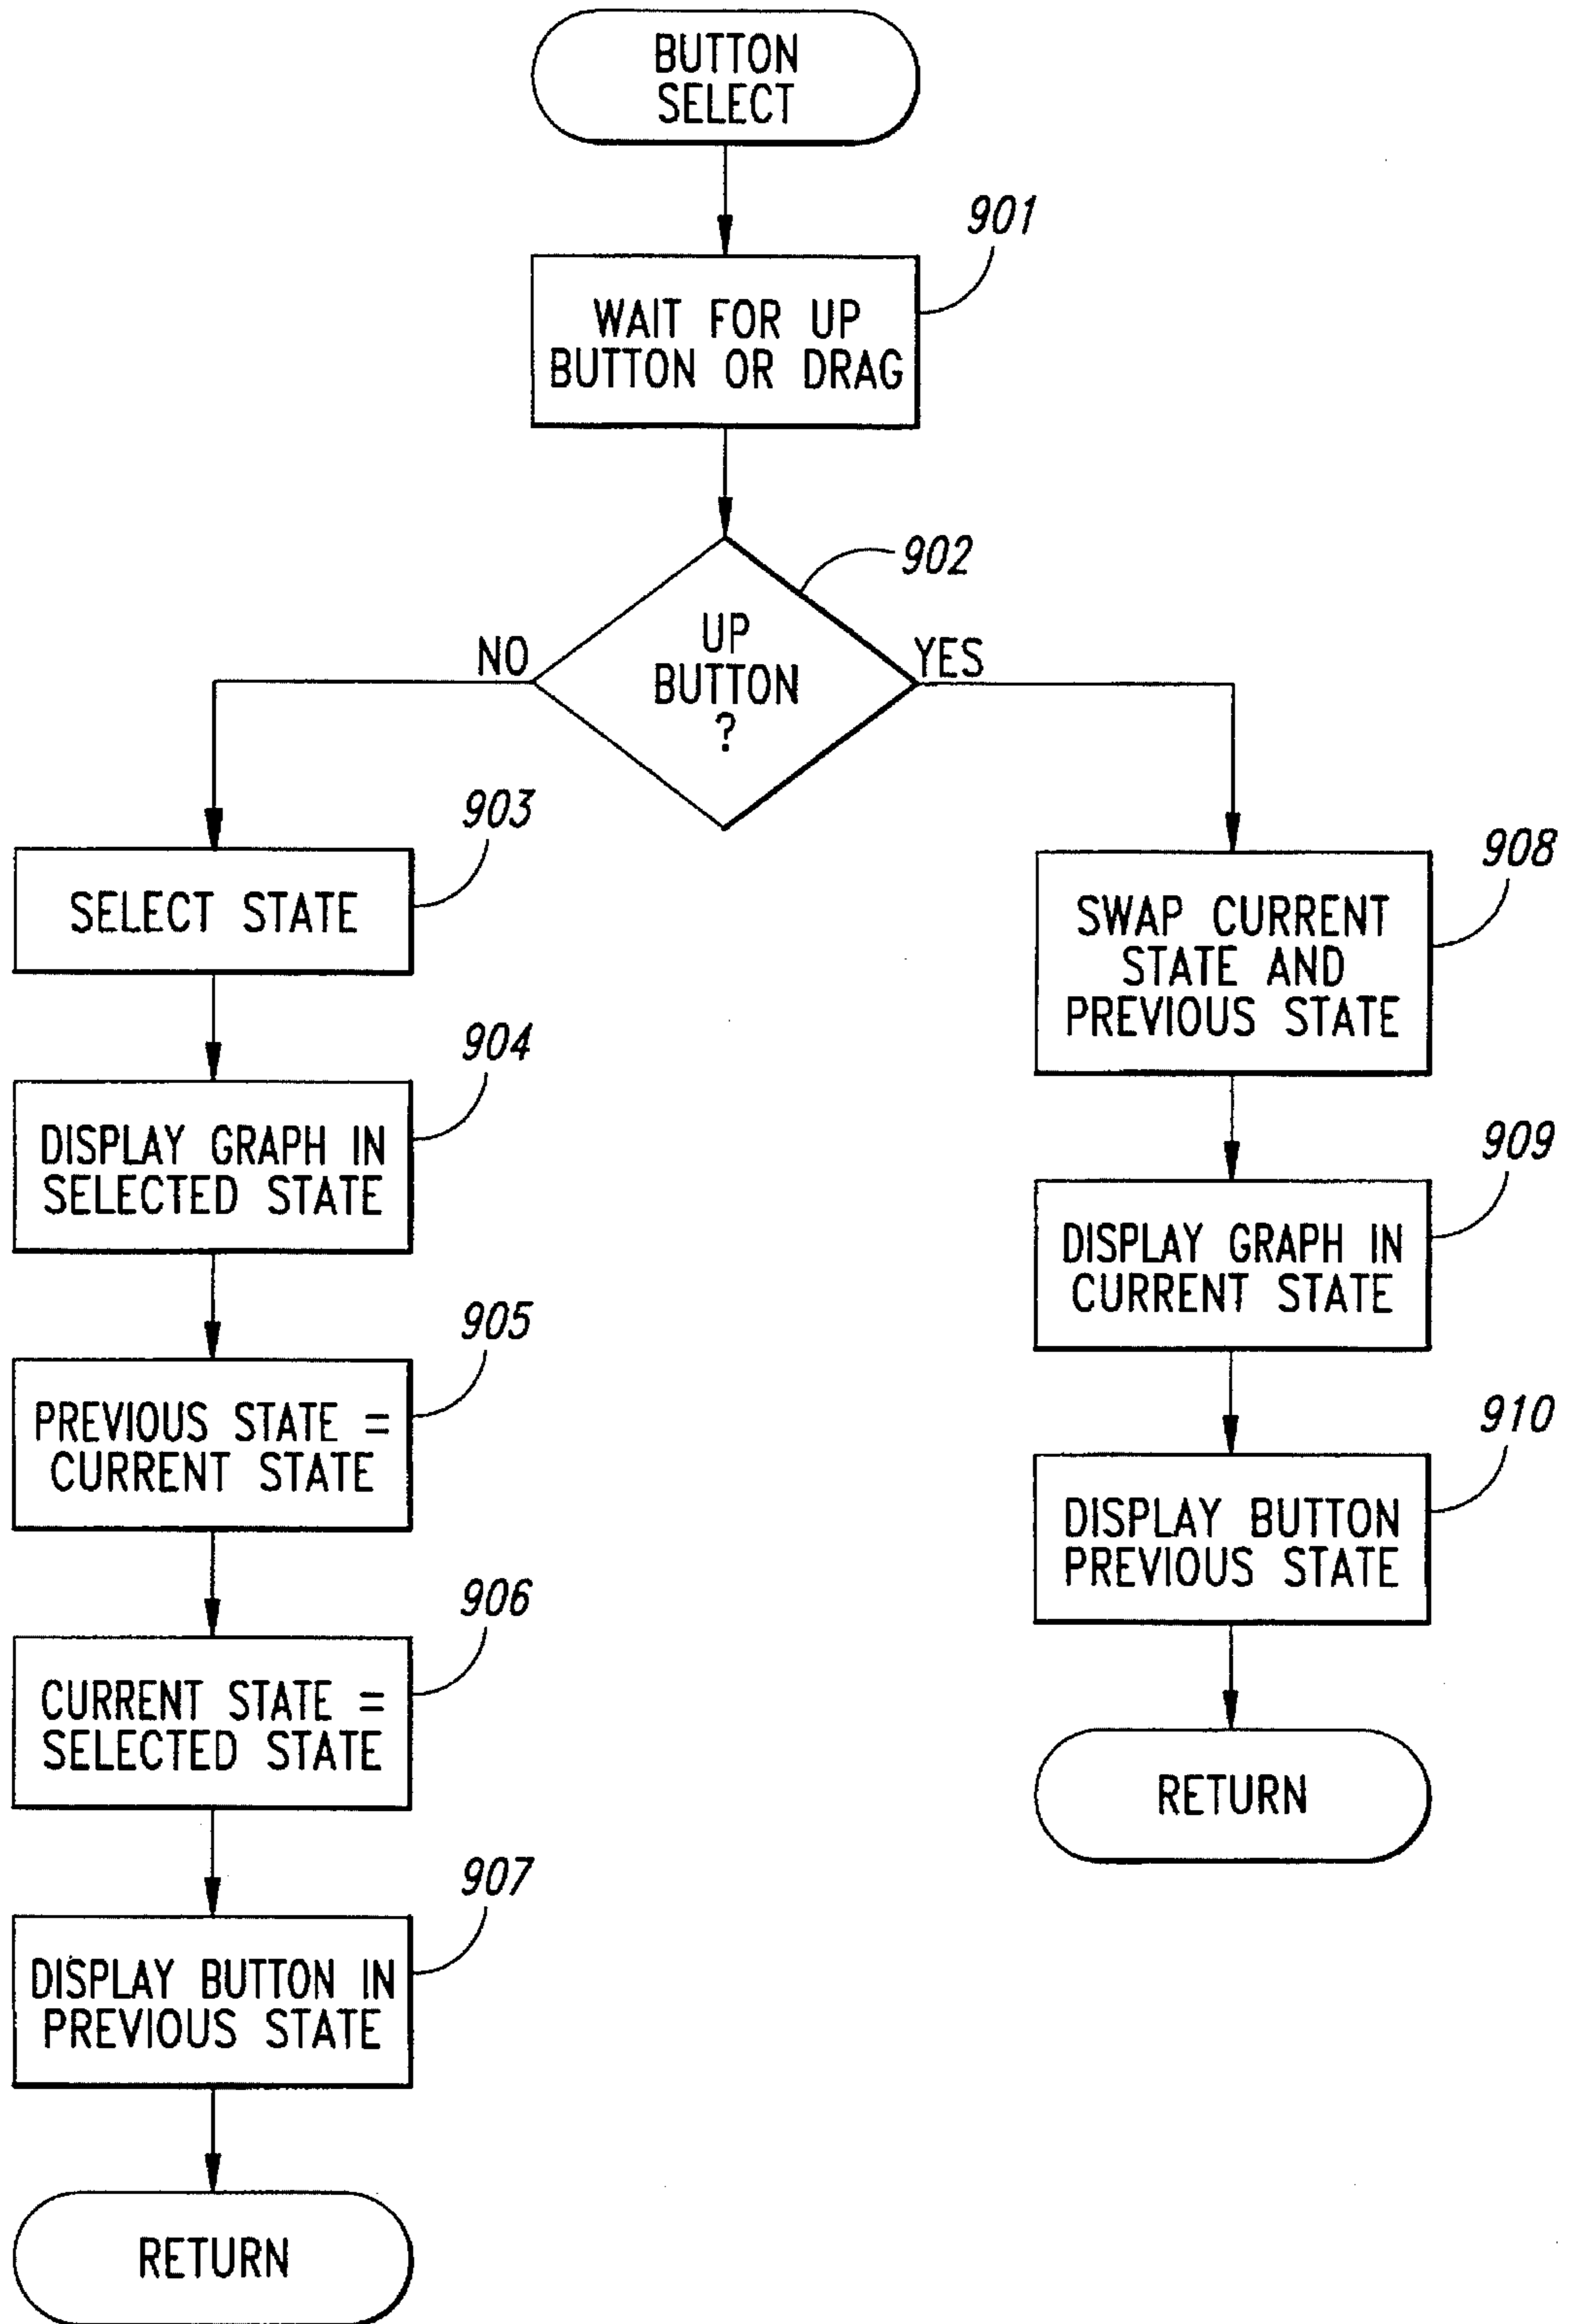 BUTTON
SELECT
901
WAIT FOR UP
BUTTON OR DRAG
902
UP
BUTTON
?
NO
YES
903
SELECT STATE
904
DISPLAY GRAPH IN
SELECTED STATE
905
PREVIOUS STATE =
CURRENT STATE
906
CURRENT STATE =
SELECTED STATE
907
DISPLAY BUTTON IN
PREVIOUS STATE
RETURN
908
SWAP CURRENT
STATE AND
PREVIOUS STATE
909
DISPLAY GRAPH IN
CURRENT STATE
910
DISPLAY BUTTON
PREVIOUS STATE
RETURN